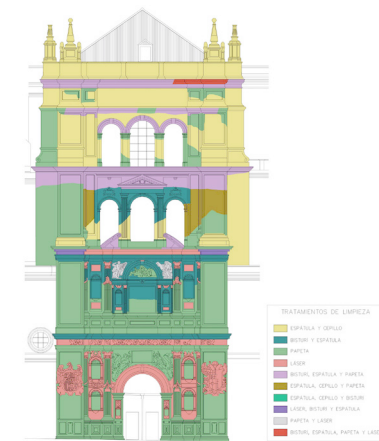 TRATAMIENTOS DE LIMPIEZA
ESPÁTULA Y CEPILLO
BISTURÍ Y ESPÁTULA
PAPETA
LÁSER
BISTURÍ, ESPÁTULA Y PAPETA
ESPÁTULA, CEPILLO Y PAPETA
ESPÁTULA, CEPILLO Y BISTURÍ
LÁSER, BISTURÍ Y ESPÁTULA
PAPETA Y LÁSER
BISTURÍ, ESPÁTULA, PAPETA Y LÁSER